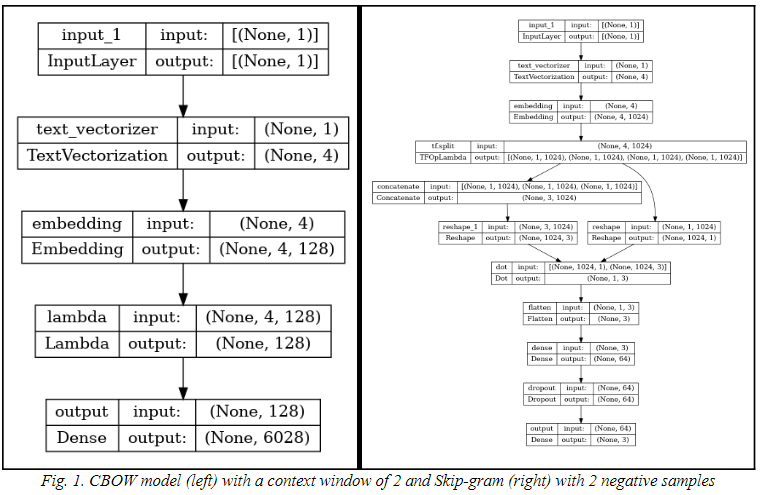 input_1 input: [(None, 1)]
InputLayer output: [(None, 1)]
text_vectorizer input: (None, 1)
TextVectorization output: (None, 4)
embedding input: (None, 4)
Embedding output: (None, 4, 128)
lambda input: (None, 4, 128)
Lambda output: (None, 128)
output input: (None, 128)
Dense output: (None, 6028)
input_1 input: [(None, 1)]
InputLayer output: [(None, 1)]
text_vectorizer input: (None, 1)
TextVectorization output: (None, 4)
embedding input: (None, 4)
Embedding output: (None, 4, 1024)
tf.split input: (None, 4, 1024)
TFOpLambda output: [(None, 1, 1024), (None, 1, 1024), (None, 1, 1024), (None, 1, 1024)]
concatenate input: [(None, 1, 1024), (None, 1, 1024), (None, 1, 1024)]
Concatenate output: (None, 3, 1024)
reshape_1 input: (None, 3, 1024)
Reshape output: (None, 1024, 3)
reshape input: (None, 1, 1024)
Reshape output: (None, 1024, 1)
dot input: [(None, 1024, 1), (None, 1024, 3)]
Dot output: (None, 1, 3)
flatten input: (None, 1, 3)
Flatten output: (None, 3)
dense input: (None, 3)
Dense output: (None, 64)
dropout input: (None, 64)
Dropout output: (None, 64)
output input: (None, 64)
Dense output: (None, 3)
Fig. 1. CBOW model (left) with a context window of 2 and Skip-gram (right) with 2 negative samples